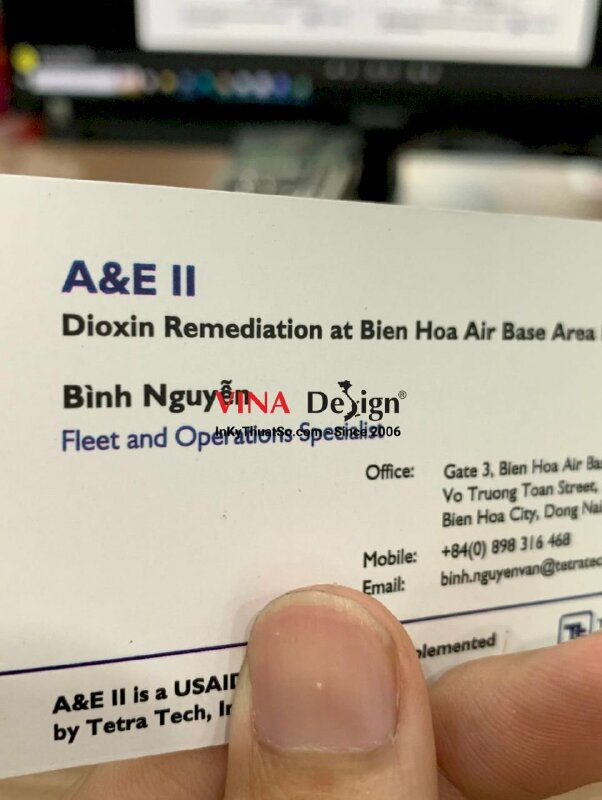 A&E II
Dioxin Remediation at Bien Hoa Air Base Area
Bình Nguyễn
VINA Design®
Fleet and Operations Specialist
InKyThuatSo.com - Since 2006
Office: Gate 3, Bien Hoa Air Ba
Vo Truong Toan Street,
Bien Hoa City, Dong Nai
Mobile: +84(0) 898 316 468
Email: binh.nguyenvan@tetratec
A&E II is a USAID
plemented
by Tetra Tech, In